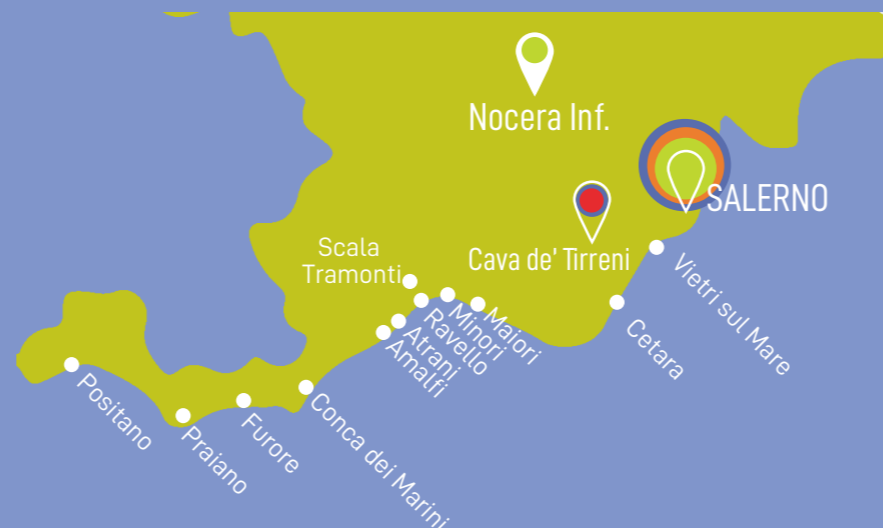 Nocera Inf.
SALERNO
Scala
Tramonti
Cava de' Tirreni
Vietri sul Mare
Cetara
Maiori
Minori
Ravello
Atrani
Amalfi
Conca dei Marini
Furore
Praiano
Positano